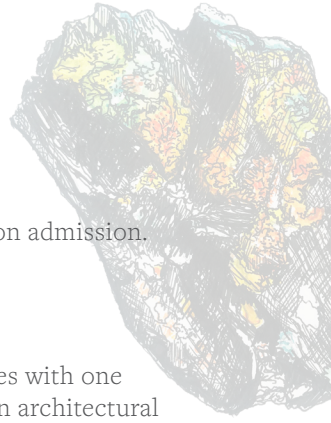 on admission.
es with one
n architectural